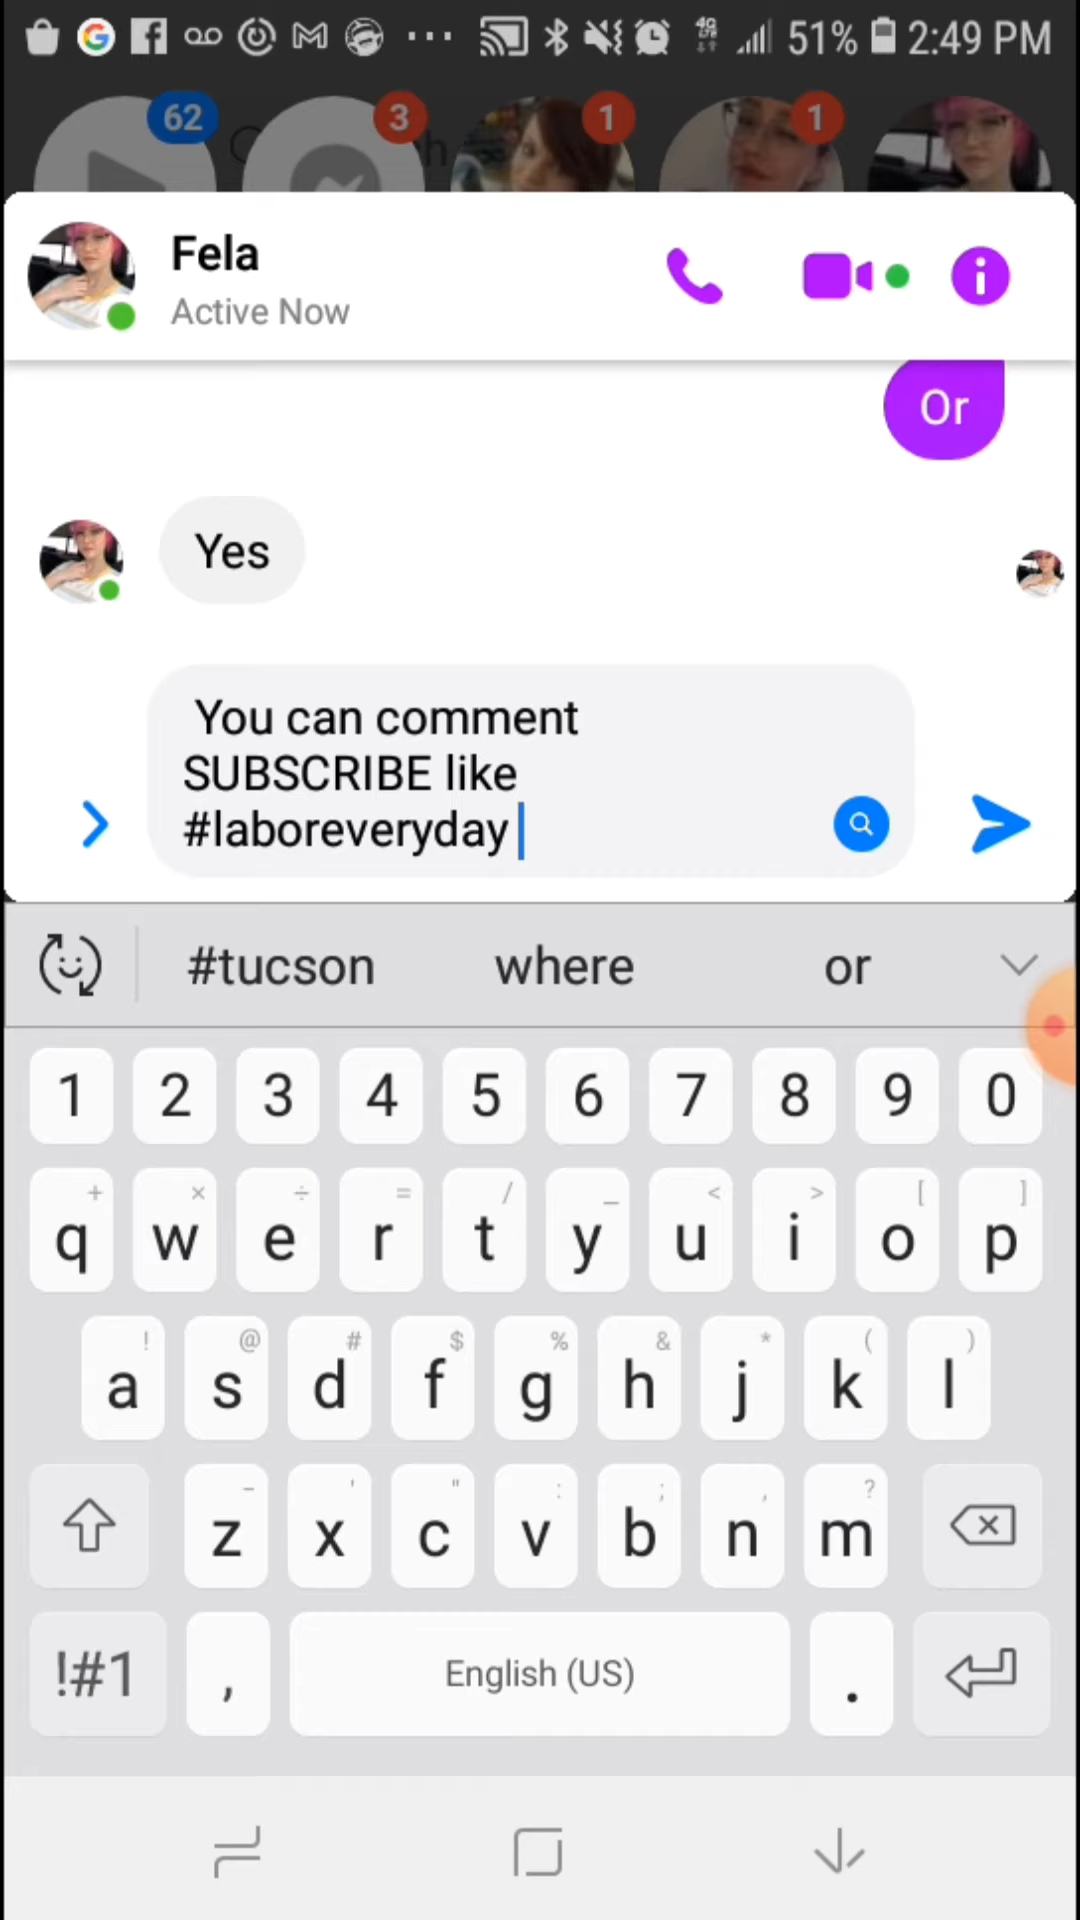 51% 2:49 PM
62 3 1 1
Fela
Active Now
Or
Yes
You can comment
SUBSCRIBE like
#laboreveryday
#tucson where or
1 2 3 4 5 6 7 8 9 0
+ × ÷ = / _ < > [ ]
q w e r t y u i o p
! @ # $ % & * ( )
a s d f g h j k l
- ' " : ; , ?
z x c v b n m
!#1 , English (US) .